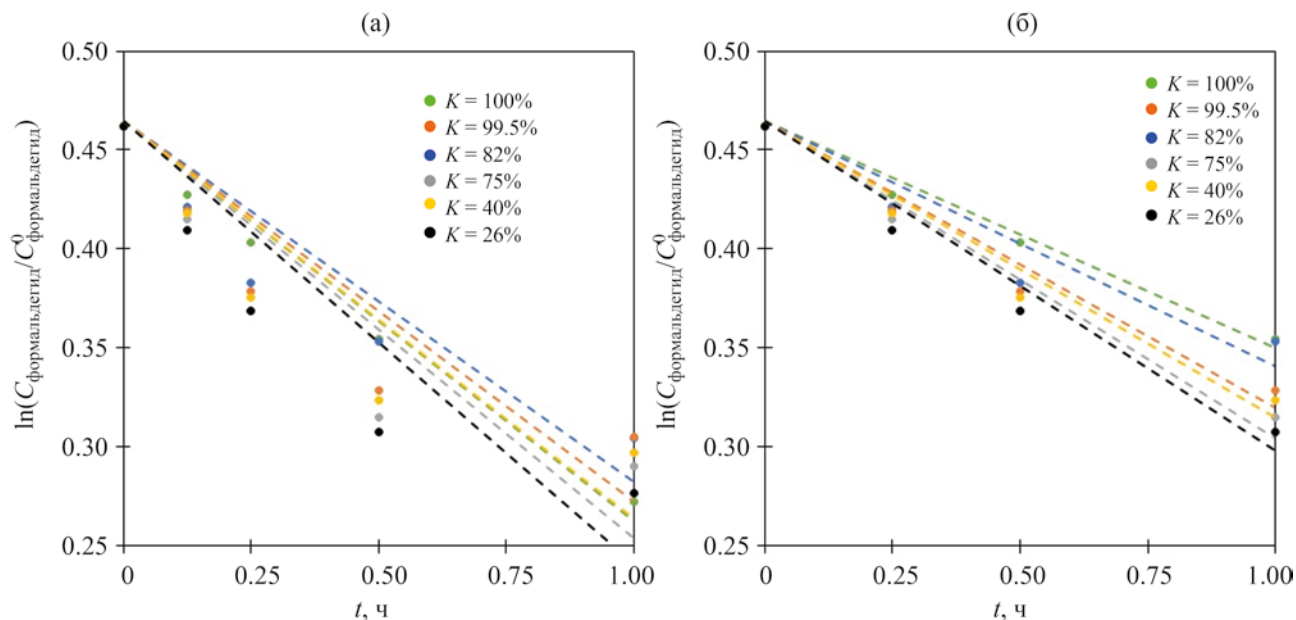 (а)
0.50
0.45
0.40
0.35
0.30
0.25
ln(Cформальдегид/C⁰формальдегид)
K = 100%
K = 99.5%
K = 82%
K = 75%
K = 40%
K = 26%
0
0.25
0.50
0.75
1.00
t, ч
(б)
0.50
0.45
0.40
0.35
0.30
0.25
ln(Cформальдегид/C⁰формальдегид)
K = 100%
K = 99.5%
K = 82%
K = 75%
K = 40%
K = 26%
0
0.25
0.50
0.75
1.00
t, ч